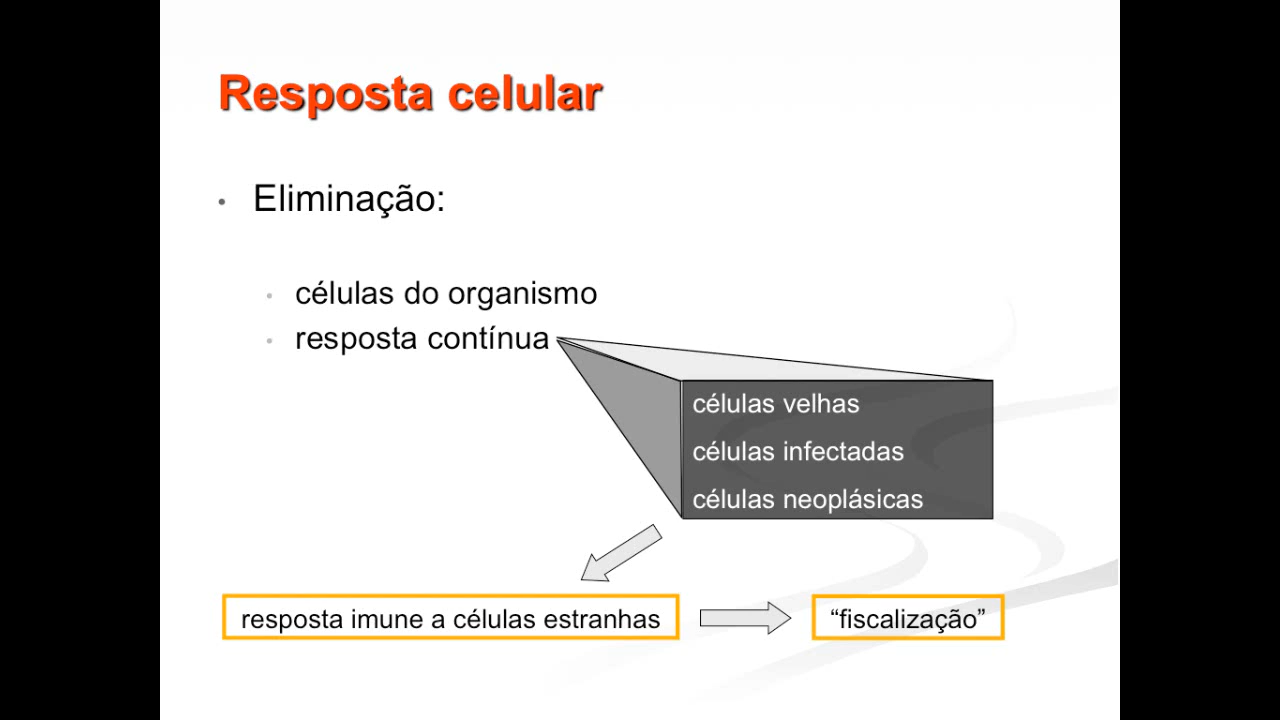 Resposta celular
• Eliminação:
• células do organismo
• resposta contínua
células velhas
células infectadas
células neoplásicas
resposta imune a células estranhas
“fiscalização”